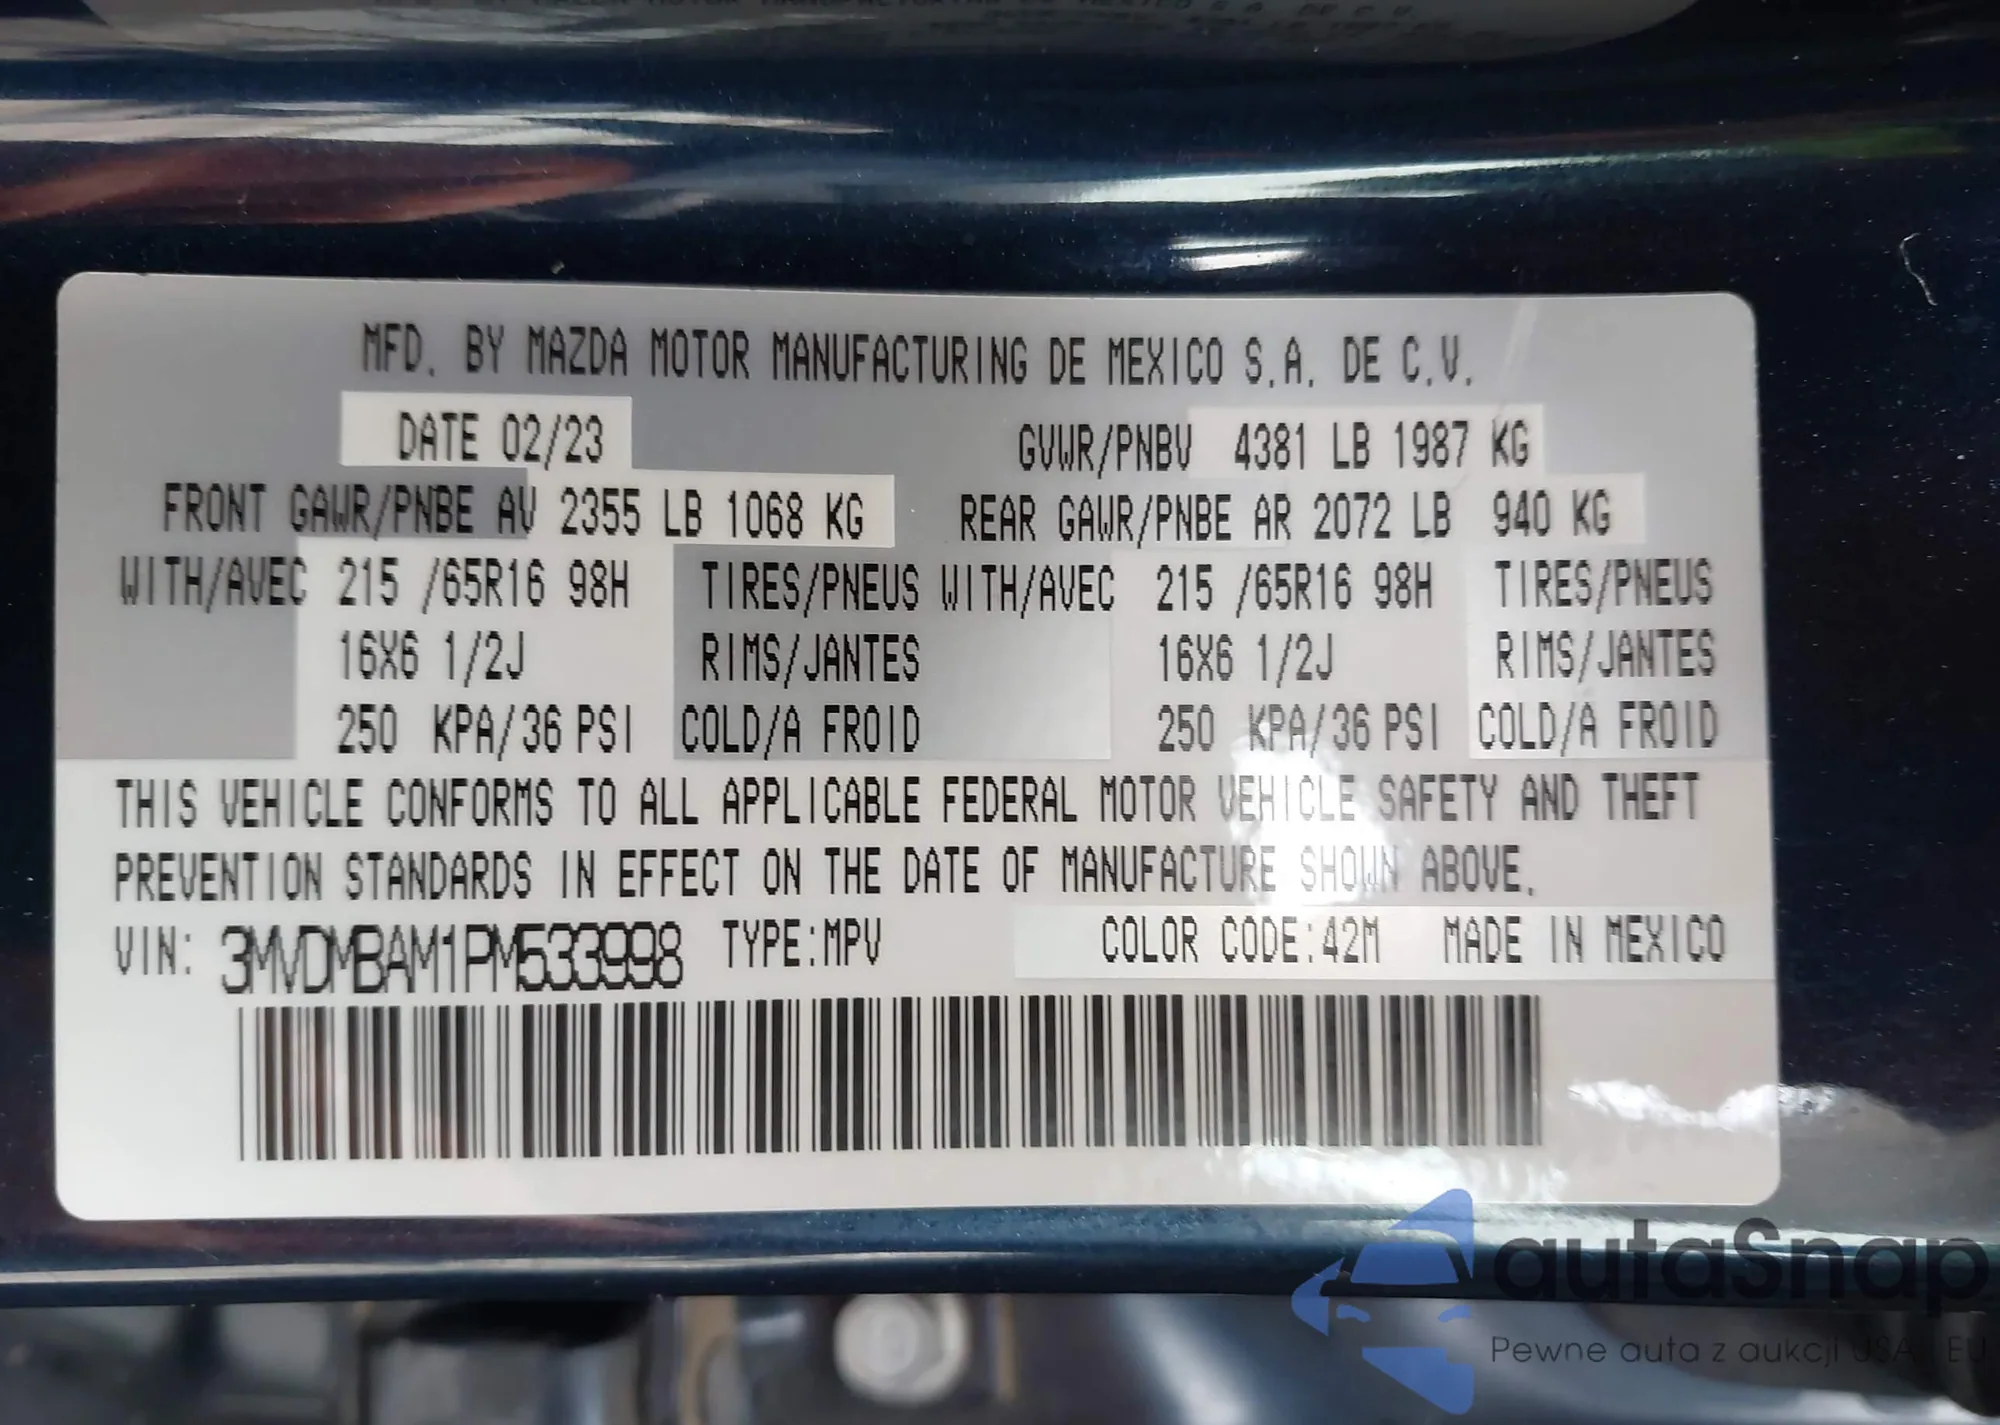 MFD. BY MAZDA MOTOR MANUFACTURING DE MEXICO S.A. DE C.V.
DATE 02/23 GVWR/PNBV 4381 LB 1987 KG
FRONT GAWR/PNBE AV 2355 LB 1068 KG REAR GAWR/PNBE AR 2072 LB 940 KG
WITH/AVEC 215 /65R16 98H TIRES/PNEUS WITH/AVEC 215 /65R16 98H TIRES/PNEUS
16X6 1/2J RIMS/JANTES 16X6 1/2J RIMS/JANTES
250 KPA/36 PSI COLD/A FROID 250 KPA/36 PSI COLD/A FROID
THIS VEHICLE CONFORMS TO ALL APPLICABLE FEDERAL MOTOR VEHICLE SAFETY AND THEFT
PREVENTION STANDARDS IN EFFECT ON THE DATE OF MANUFACTURE SHOWN ABOVE.
VIN: 3MVDMBAM1PM533998 TYPE:MPV COLOR CODE:42M MADE IN MEXICO
autaSnap
Pewne auta z aukcji USA i EU